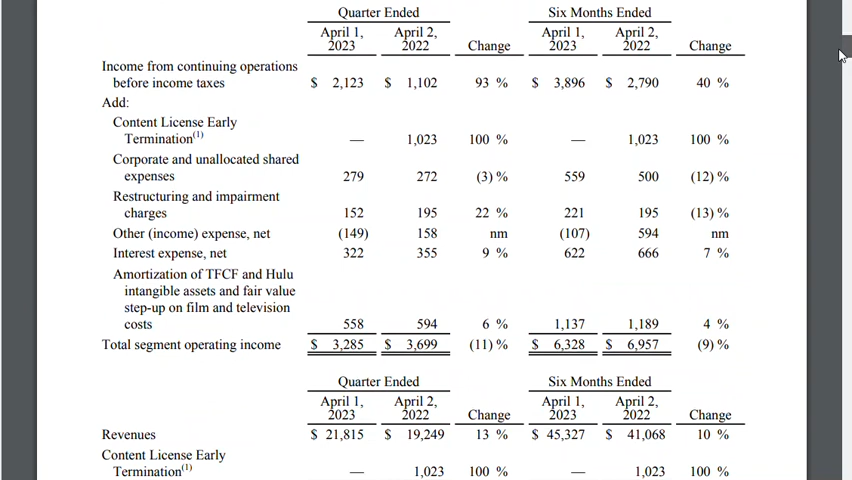 Quarter Ended Six Months Ended
April 1, 2023 April 2, 2022 Change April 1, 2023 April 2, 2022 Change
Income from continuing operations
before income taxes $ 2,123 $ 1,102 93 % $ 3,896 $ 2,790 40 %
Add:
Content License Early
Termination(1) — 1,023 100 % — 1,023 100 %
Corporate and unallocated shared
expenses 279 272 (3) % 559 500 (12) %
Restructuring and impairment
charges 152 195 22 % 221 195 (13) %
Other (income) expense, net (149) 158 nm (107) 594 nm
Interest expense, net 322 355 9 % 622 666 7 %
Amortization of TFCF and Hulu
intangible assets and fair value
step-up on film and television
costs 558 594 6 % 1,137 1,189 4 %
Total segment operating income $ 3,285 $ 3,699 (11) % $ 6,328 $ 6,957 (9) %
Quarter Ended Six Months Ended
April 1, 2023 April 2, 2022 Change April 1, 2023 April 2, 2022 Change
Revenues $ 21,815 $ 19,249 13 % $ 45,327 $ 41,068 10 %
Content License Early
Termination(1) — 1,023 100 % — 1,023 100 %